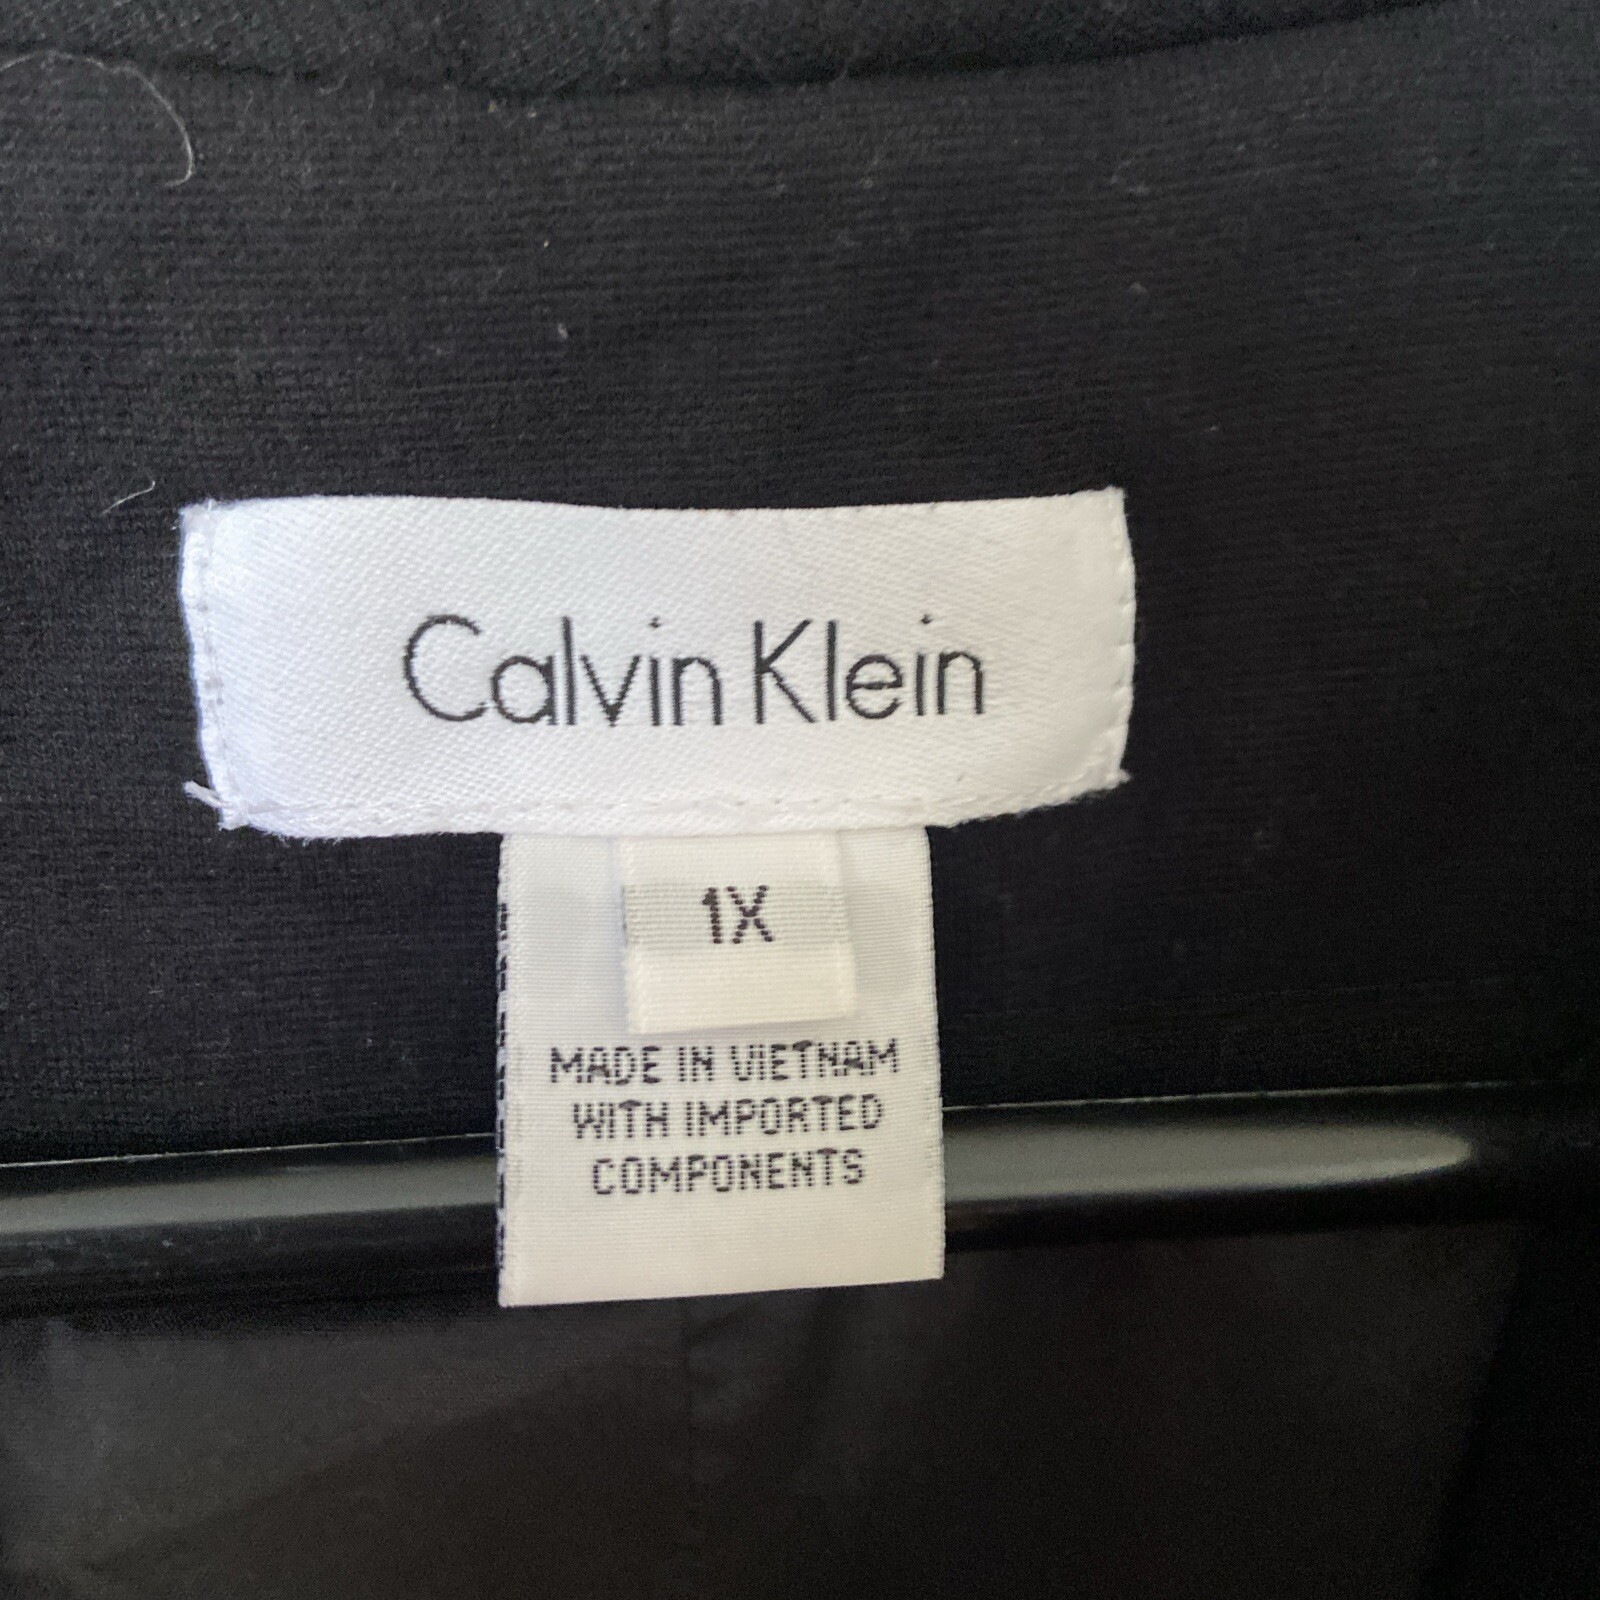 Calvin Klein
1X
MADE IN VIETNAM
WITH IMPORTED
COMPONENTS